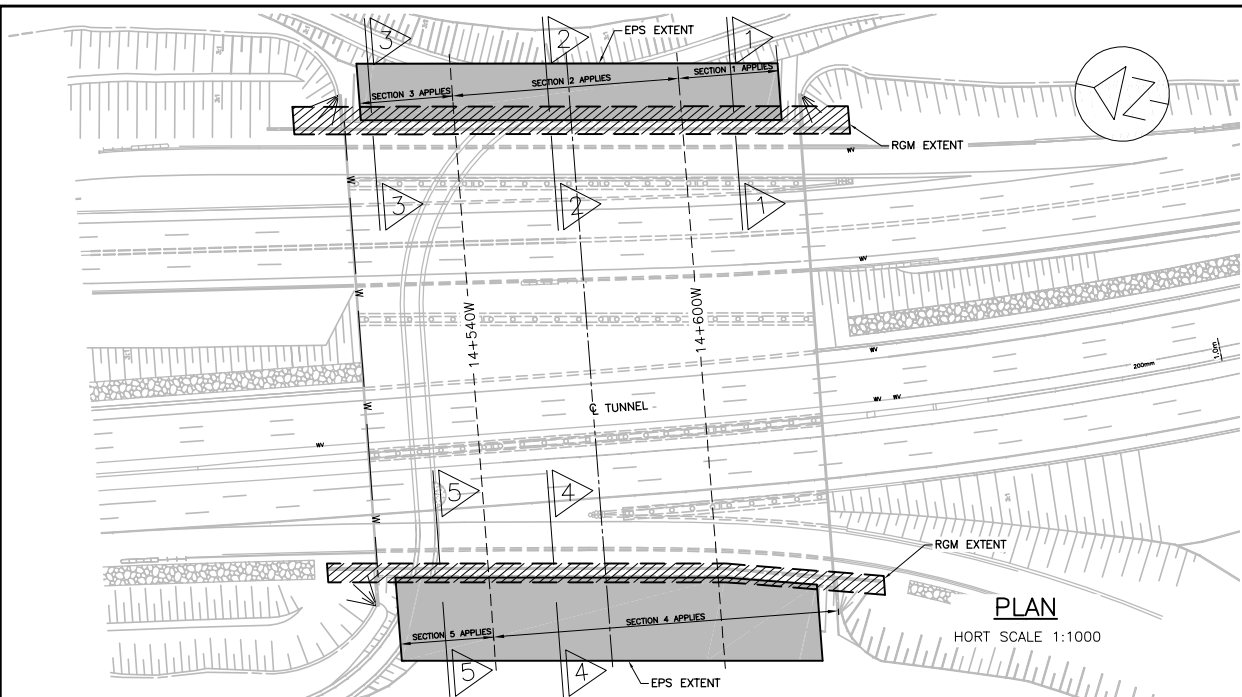 3
2
1
EPS EXTENT
SECTION 3 APPLIES
SECTION 2 APPLIES
SECTION 1 APPLIES
N
RGM EXTENT
3
2
1
14+540W
14+600W
℄ TUNNEL
200mm
1.0m
5
4
RGM EXTENT
SECTION 5 APPLIES
SECTION 4 APPLIES
5
4
EPS EXTENT
PLAN
HORT SCALE 1:1000